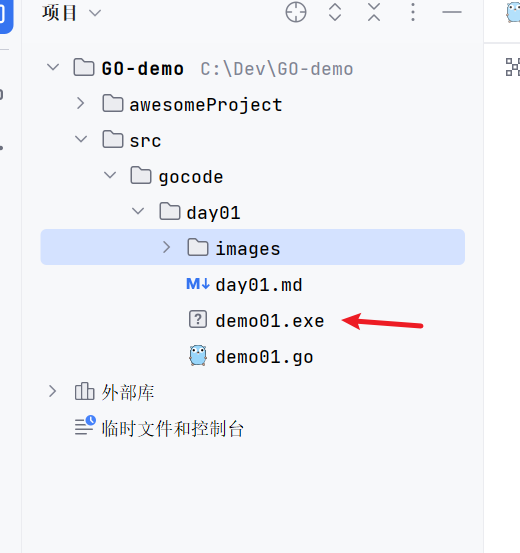 项目
GO-demo C:\Dev\GO-demo
awesomeProject
src
gocode
day01
images
M↓ day01.md
? demo01.exe
demo01.go
外部库
临时文件和控制台